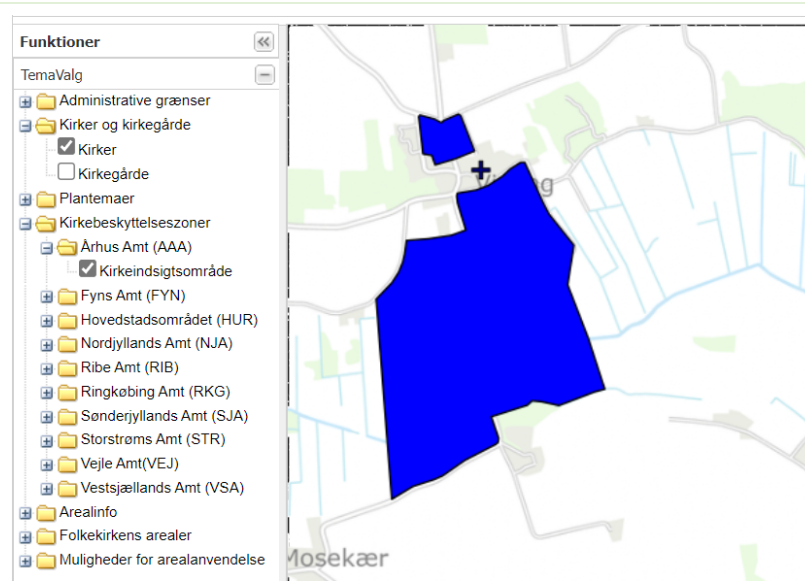 Funktioner
TemaValg
Administrative grænser
Kirker og kirkegårde
Kirker
Kirkegårde
Plantemaer
Kirkebeskyttelseszoner
Århus Amt (AAA)
Kirkeindsigtsområde
Fyns Amt (FYN)
Hovedstadsområdet (HUR)
Nordjyllands Amt (NJA)
Ribe Amt (RIB)
Ringkøbing Amt (RKG)
Sønderjyllands Amt (SJA)
Storstrøms Amt (STR)
Vejle Amt(VEJ)
Vestsjællands Amt (VSA)
Arealinfo
Folkekirkens arealer
Muligheder for arealanvendelse
Mosekær